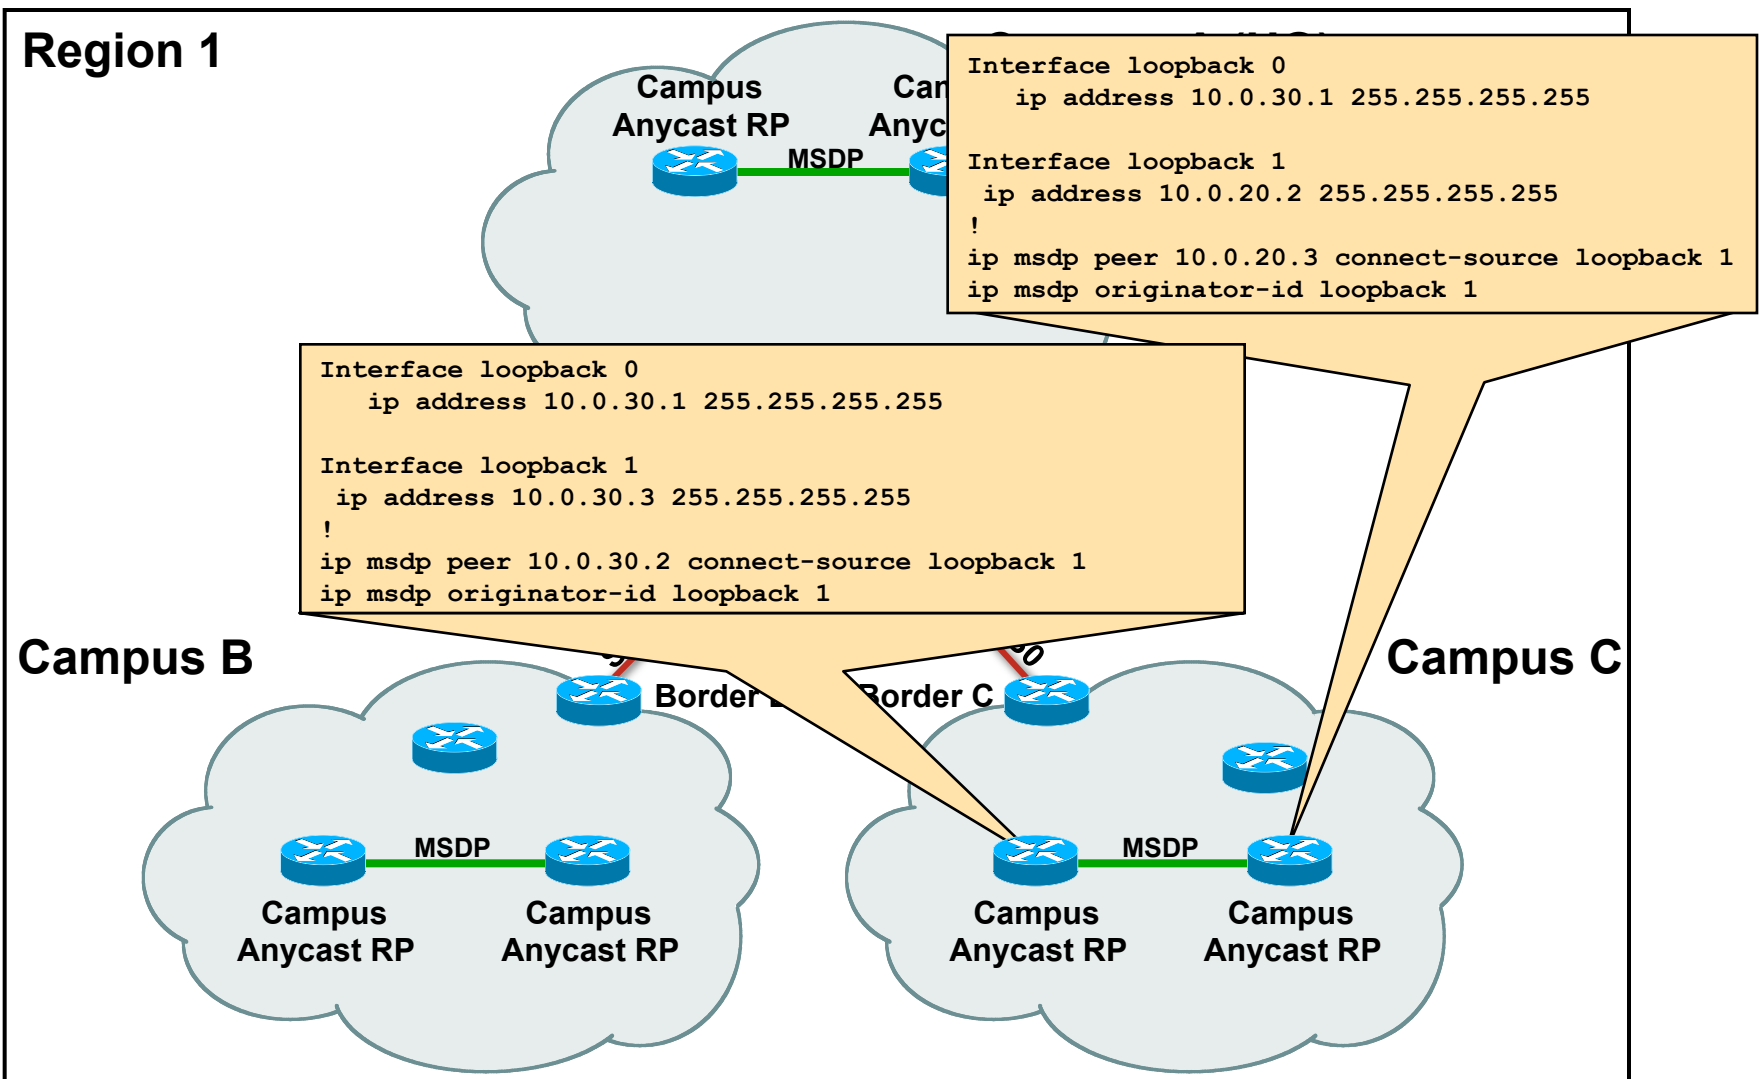 Region 1
Campus
Anycast RP
MSDP
Interface loopback 0
ip address 10.0.30.1 255.255.255.255
Interface loopback 1
ip address 10.0.20.2 255.255.255.255
!
ip msdp peer 10.0.20.3 connect-source loopback 1
ip msdp originator-id loopback 1
Interface loopback 0
ip address 10.0.30.1 255.255.255.255
Interface loopback 1
ip address 10.0.30.3 255.255.255.255
!
ip msdp peer 10.0.30.2 connect-source loopback 1
ip msdp originator-id loopback 1
Campus B
Campus C
Border
Border C
MSDP
Campus
Anycast RP
Campus
Anycast RP
MSDP
Campus
Anycast RP
Campus
Anycast RP